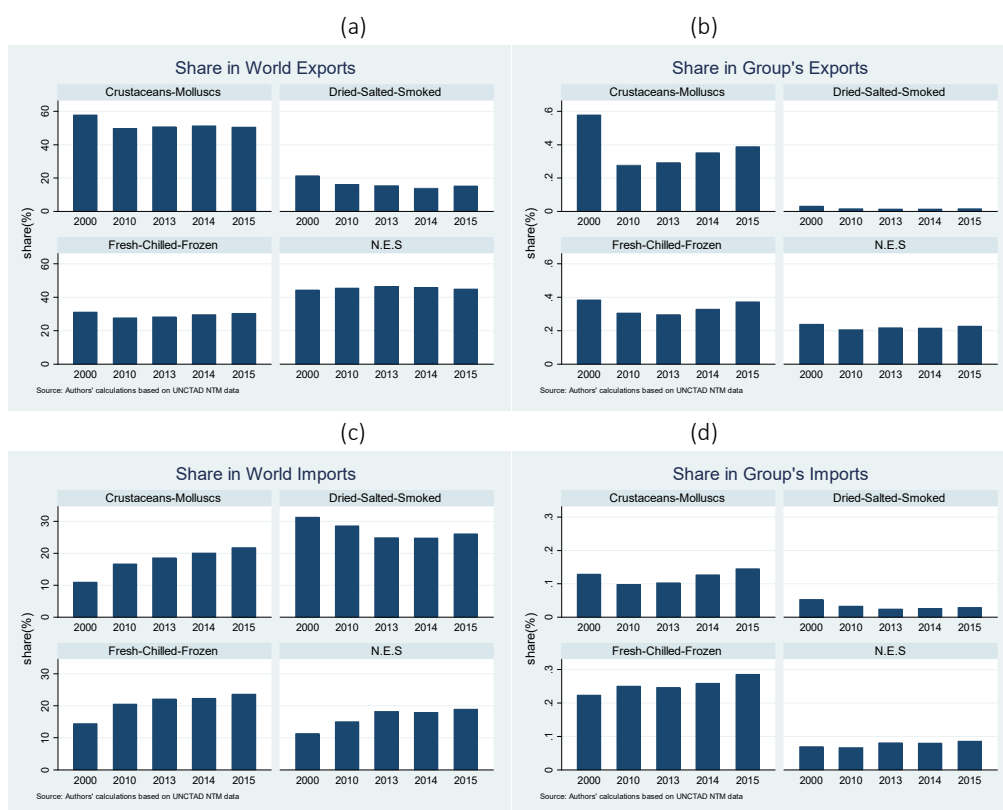 (a)
Share in World Exports
Crustaceans-Molluscs Dried-Salted-Smoked
share(%)
60
40
20
0
2000 2010 2013 2014 2015 2000 2010 2013 2014 2015
Fresh-Chilled-Frozen N.E.S
60
40
20
0
2000 2010 2013 2014 2015 2000 2010 2013 2014 2015
Source: Authors' calculations based on UNCTAD NTM data
(b)
Share in Group's Exports
Crustaceans-Molluscs Dried-Salted-Smoked
share(%)
.6
.4
.2
0
2000 2010 2013 2014 2015 2000 2010 2013 2014 2015
Fresh-Chilled-Frozen N.E.S
.6
.4
.2
0
2000 2010 2013 2014 2015 2000 2010 2013 2014 2015
Source: Authors' calculations based on UNCTAD NTM data
(c)
Share in World Imports
Crustaceans-Molluscs Dried-Salted-Smoked
share(%)
30
20
10
0
2000 2010 2013 2014 2015 2000 2010 2013 2014 2015
Fresh-Chilled-Frozen N.E.S
30
20
10
0
2000 2010 2013 2014 2015 2000 2010 2013 2014 2015
Source: Authors' calculations based on UNCTAD NTM data
(d)
Share in Group's Imports
Crustaceans-Molluscs Dried-Salted-Smoked
share(%)
.3
.2
.1
0
2000 2010 2013 2014 2015 2000 2010 2013 2014 2015
Fresh-Chilled-Frozen N.E.S
.3
.2
.1
0
2000 2010 2013 2014 2015 2000 2010 2013 2014 2015
Source: Authors' calculations based on UNCTAD NTM data